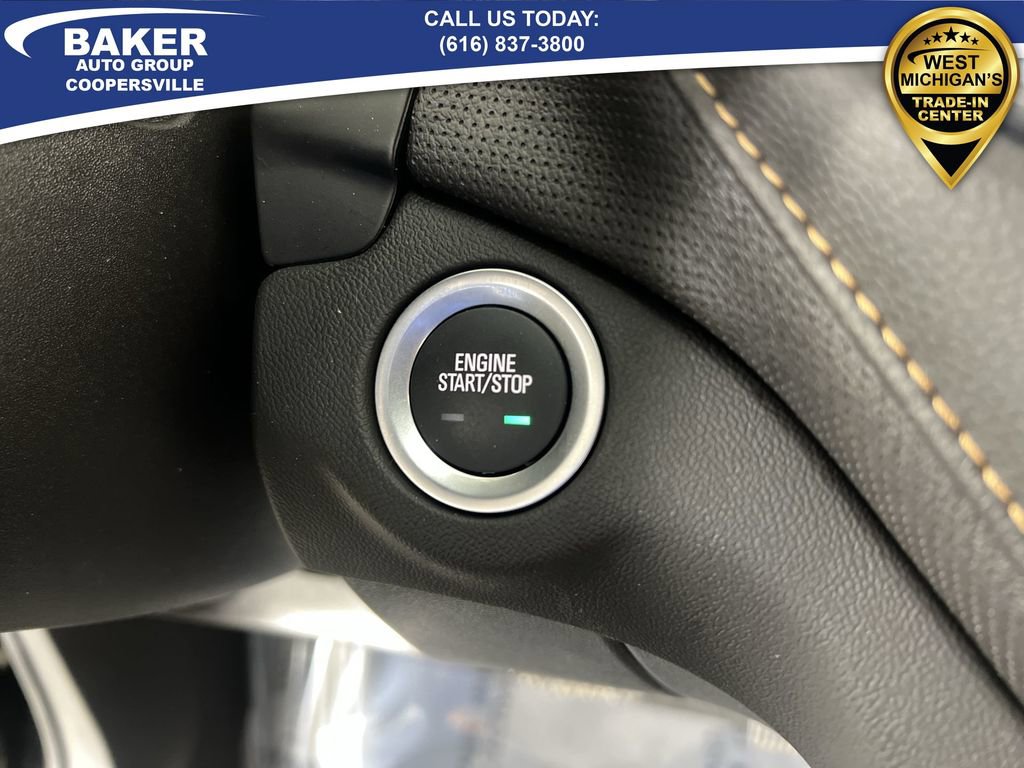 BAKER
AUTO GROUP
COOPERSVILLE
CALL US TODAY:
(616) 837-3800
WEST
MICHIGAN'S
TRADE-IN
CENTER
ENGINE
START/STOP